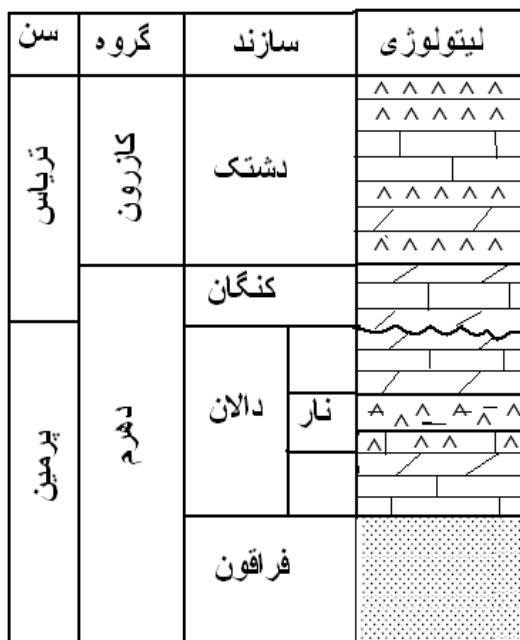 سن گروه سازند لیتولوژی
تریاس کازرون دشتک
کنگان
پرمین دهرم دالان نار
فراقون